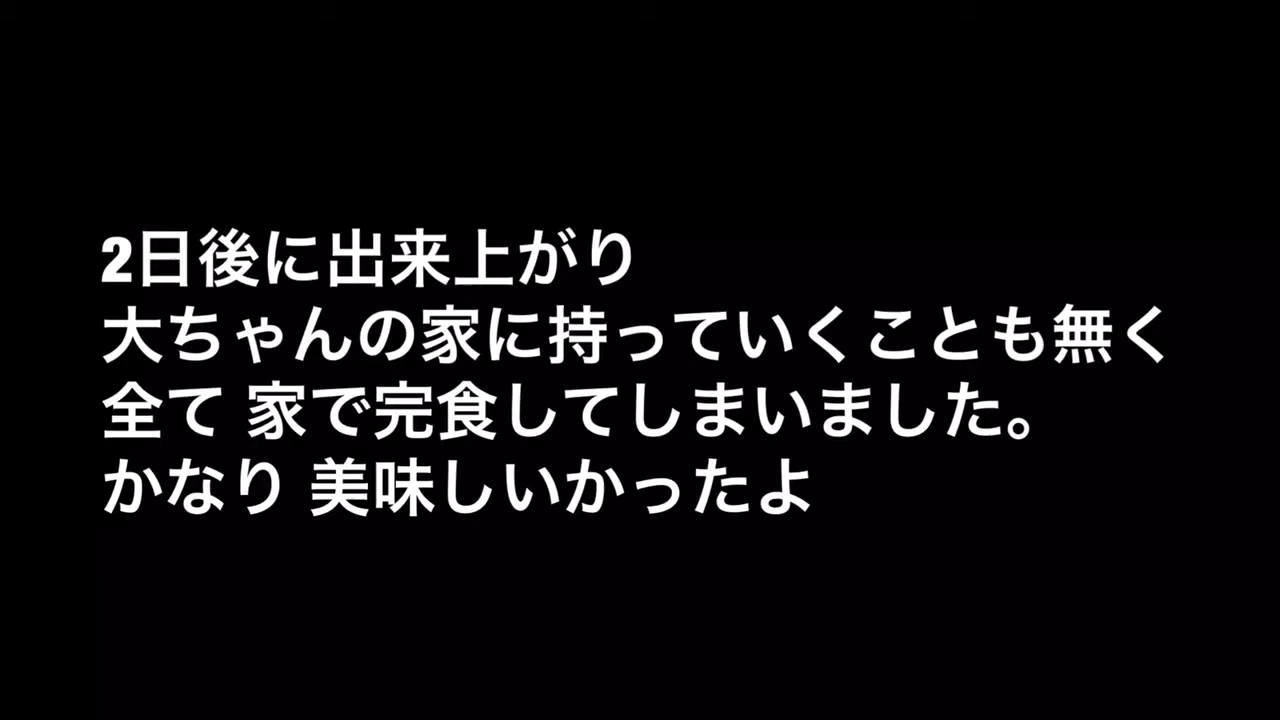 2日後に出来上がり
大ちゃんの家に持っていくことも無く
全て 家で完食してしまいました。
かなり 美味しいかったよ